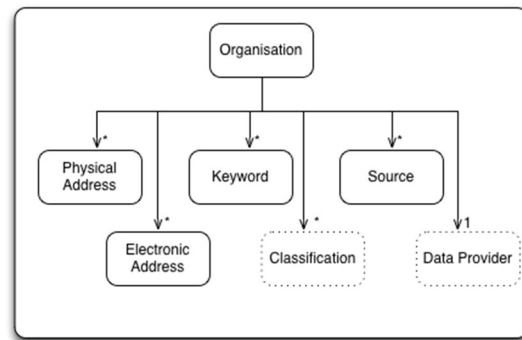 Organisation
* * *
Physical
Address
Keyword
Source
* * 1
Electronic
Address
Classification
Data Provider